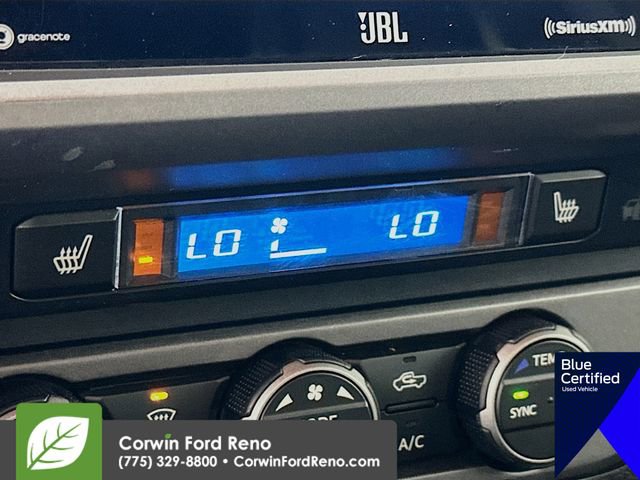 gracenote
JBL
((SiriusXM))
LO LO
TEMP
SYNC
MODE
A/C
Blue
Certified
Used Vehicle
Corwin Ford Reno
(775) 329-8800 • CorwinFordReno.com